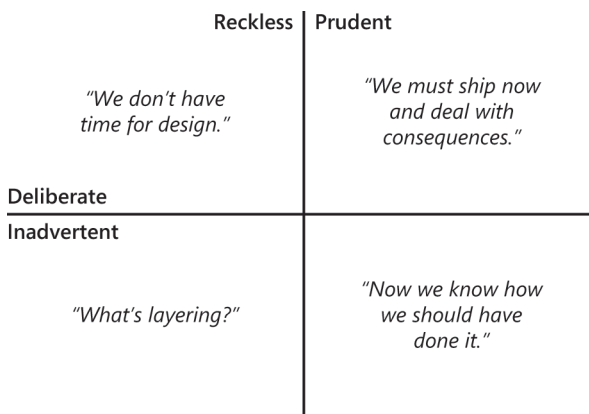 Reckless
Prudent
“We don’t have
time for design.”
“We must ship now
and deal with
consequences.”
Deliberate
Inadvertent
“What’s layering?”
“Now we know how
we should have
done it.”